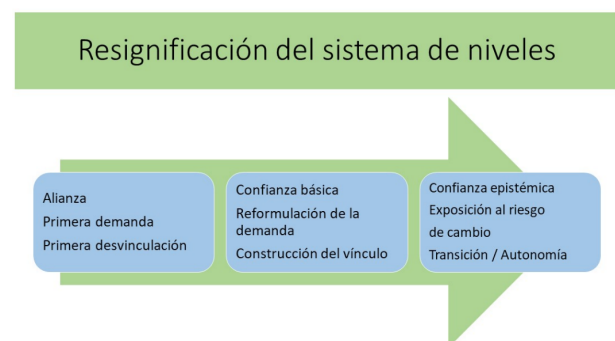 Resignificación del sistema de niveles
Alianza
Primera demanda
Primera desvinculación
Confianza básica
Reformulación de la
demanda
Construcción del vínculo
Confianza epistémica
Exposición al riesgo
de cambio
Transición / Autonomía